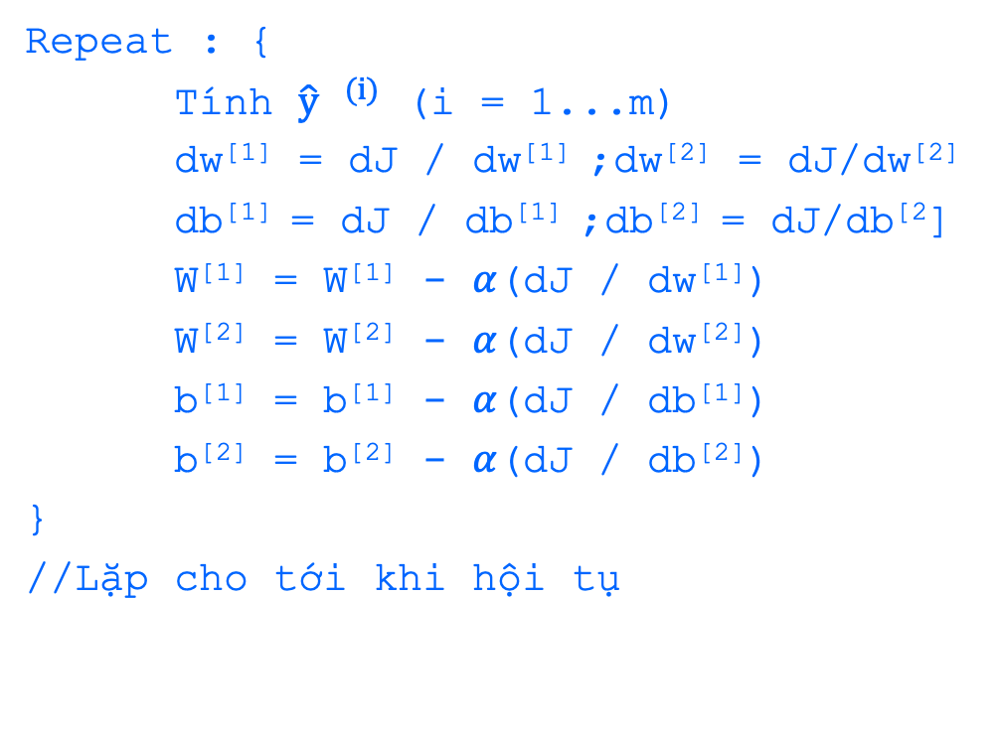 Repeat : {
Tính ŷ ⁽ⁱ⁾ (i = 1...m)
dw[1] = dJ / dw[1] ;dw[2] = dJ/dw[2]
db[1] = dJ / db[1] ;db[2] = dJ/db[2]
W[1] = W[1] - α(dJ / dw[1])
W[2] = W[2] - α(dJ / dw[2])
b[1] = b[1] - α(dJ / db[1])
b[2] = b[2] - α(dJ / db[2])
}
//Lặp cho tới khi hội tụ